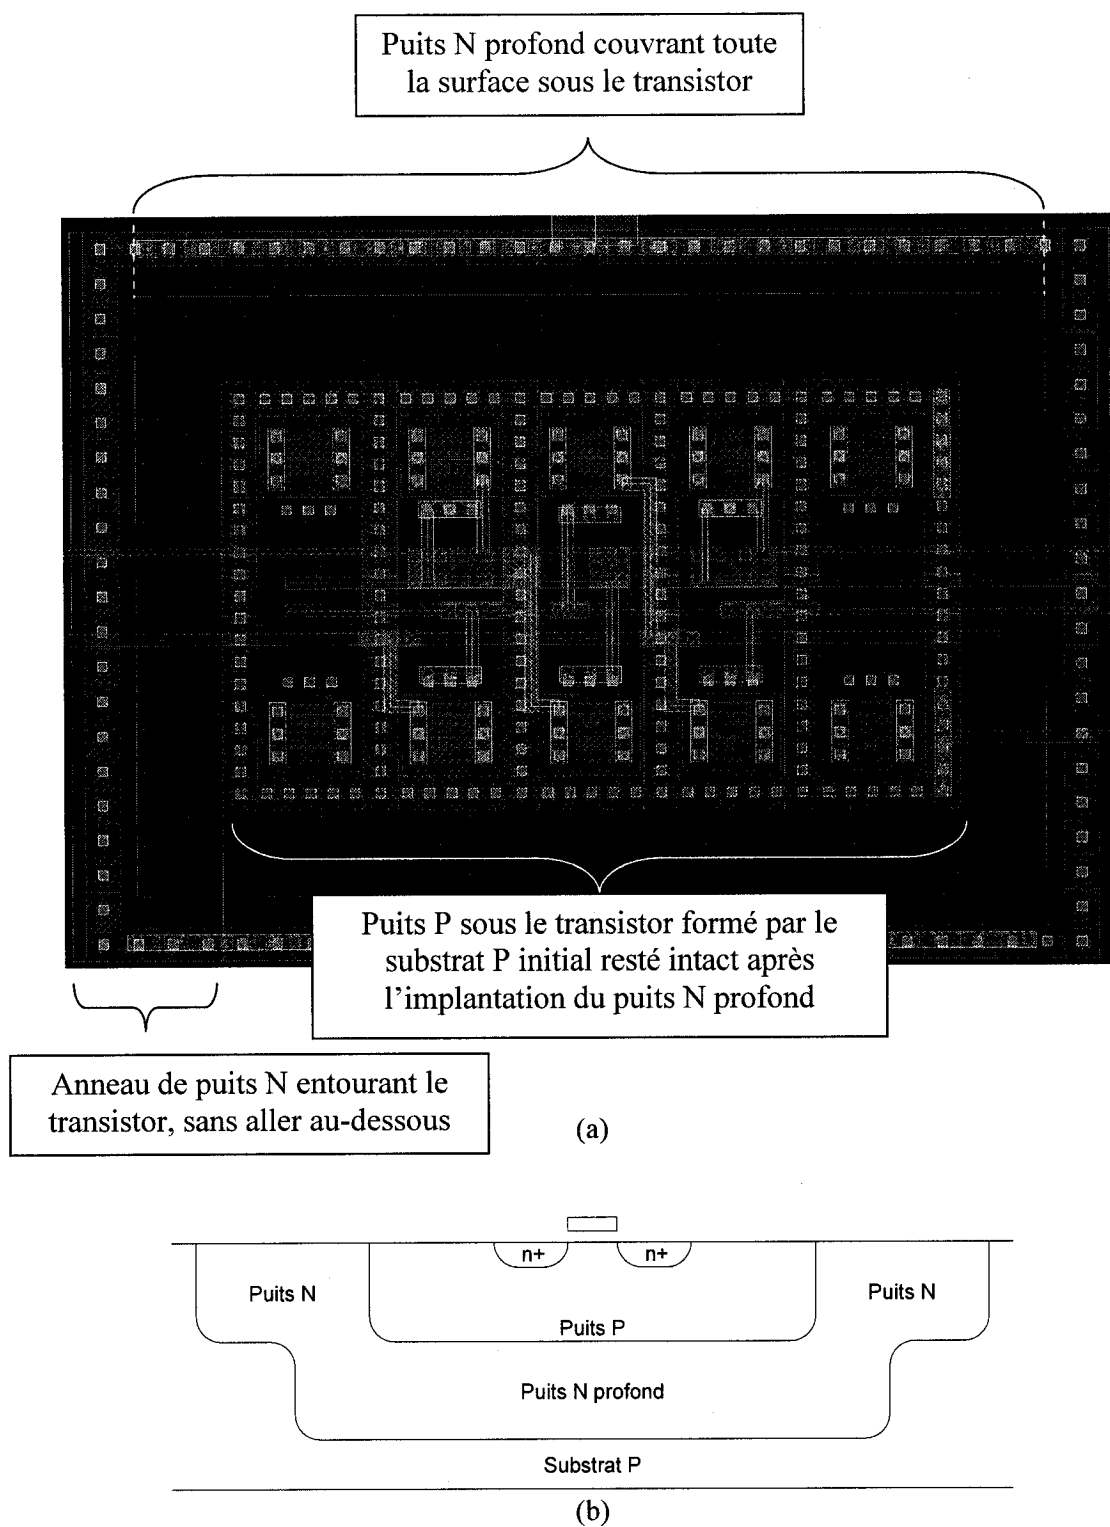 Puits N profond couvrant toute
la surface sous le transistor
Puits P sous le transistor formé par le
substrat P initial resté intact après
l'implantation du puits N profond
Anneau de puits N entourant le
transistor, sans aller au-dessous
(a)
n+ n+
Puits N Puits N
Puits P
Puits N profond
Substrat P
(b)